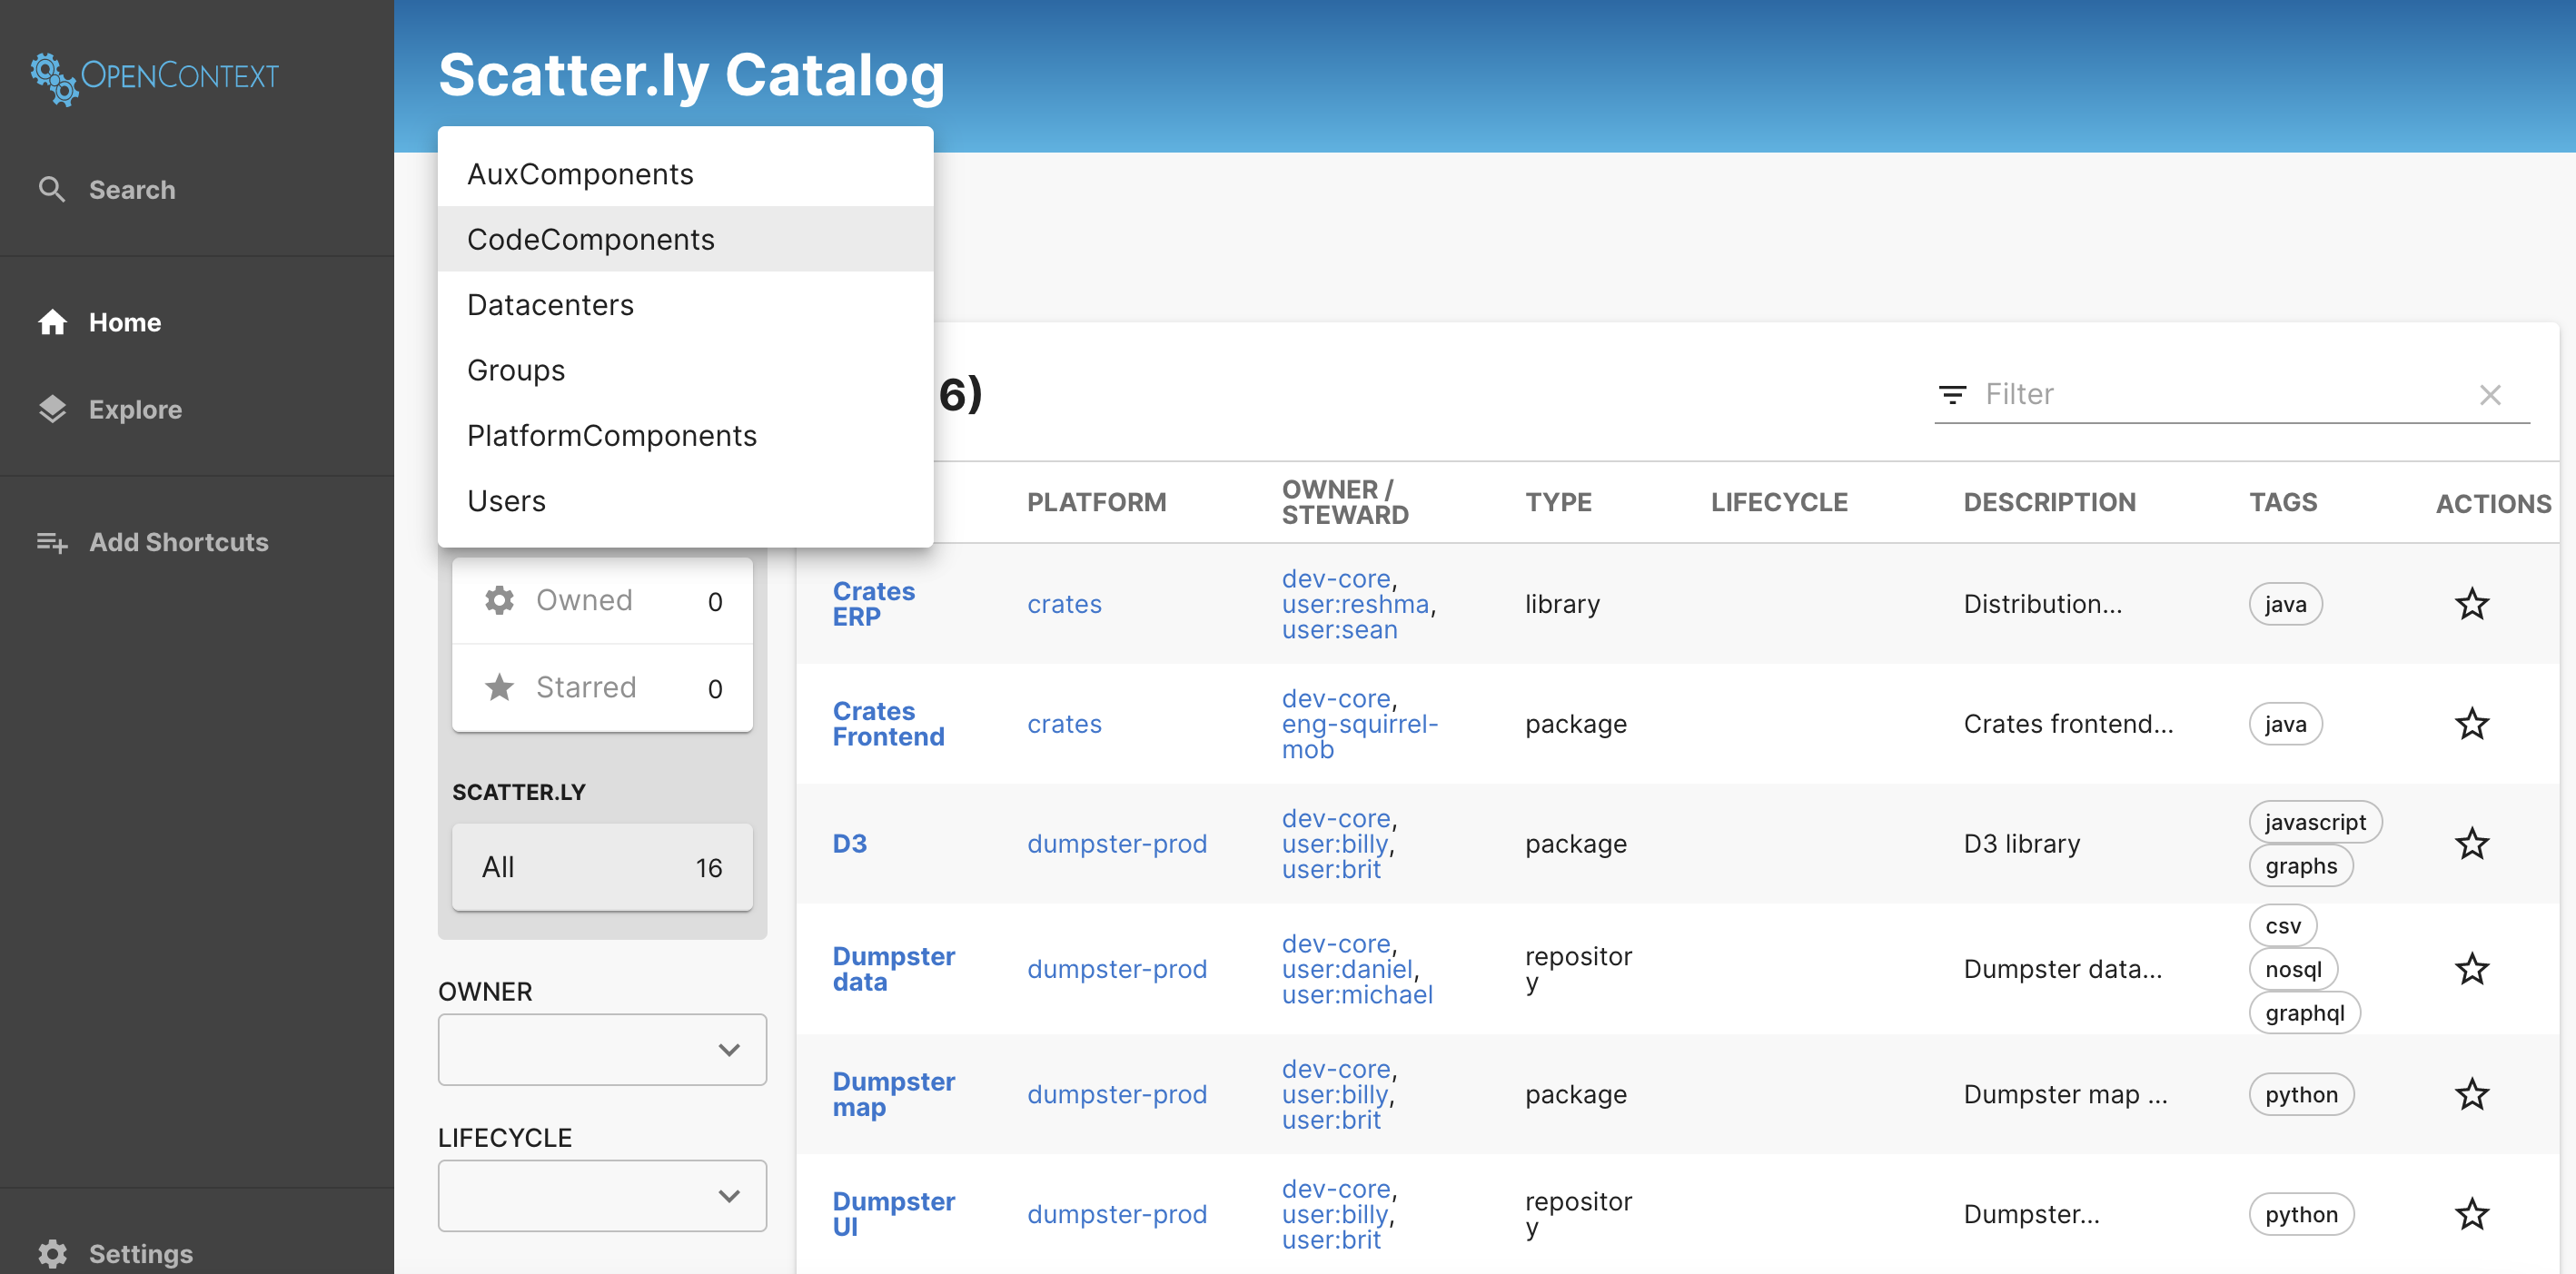 OPENCONTEXT
Search
Home
Explore
Add Shortcuts
Settings
Scatter.ly Catalog
AuxComponents
CodeComponents
Datacenters
Groups
PlatformComponents
Users
Owned 0
Starred 0
SCATTER.LY
All 16
OWNER
LIFECYCLE
6)
Filter
PLATFORM
OWNER /
STEWARD
TYPE
LIFECYCLE
DESCRIPTION
TAGS
ACTIONS
Crates
ERP
crates
dev-core,
user:reshma,
user:sean
library
Distribution...
java
Crates
Frontend
crates
dev-core,
eng-squirrel-
mob
package
Crates frontend...
java
D3
dumpster-prod
dev-core,
user:billy,
user:brit
package
D3 library
javascript
graphs
Dumpster
data
dumpster-prod
dev-core,
user:daniel,
user:michael
repositor
y
Dumpster data...
csv
nosql
graphql
Dumpster
map
dumpster-prod
dev-core,
user:billy,
user:brit
package
Dumpster map ...
python
Dumpster
UI
dumpster-prod
dev-core,
user:billy,
user:brit
repositor
y
Dumpster...
python